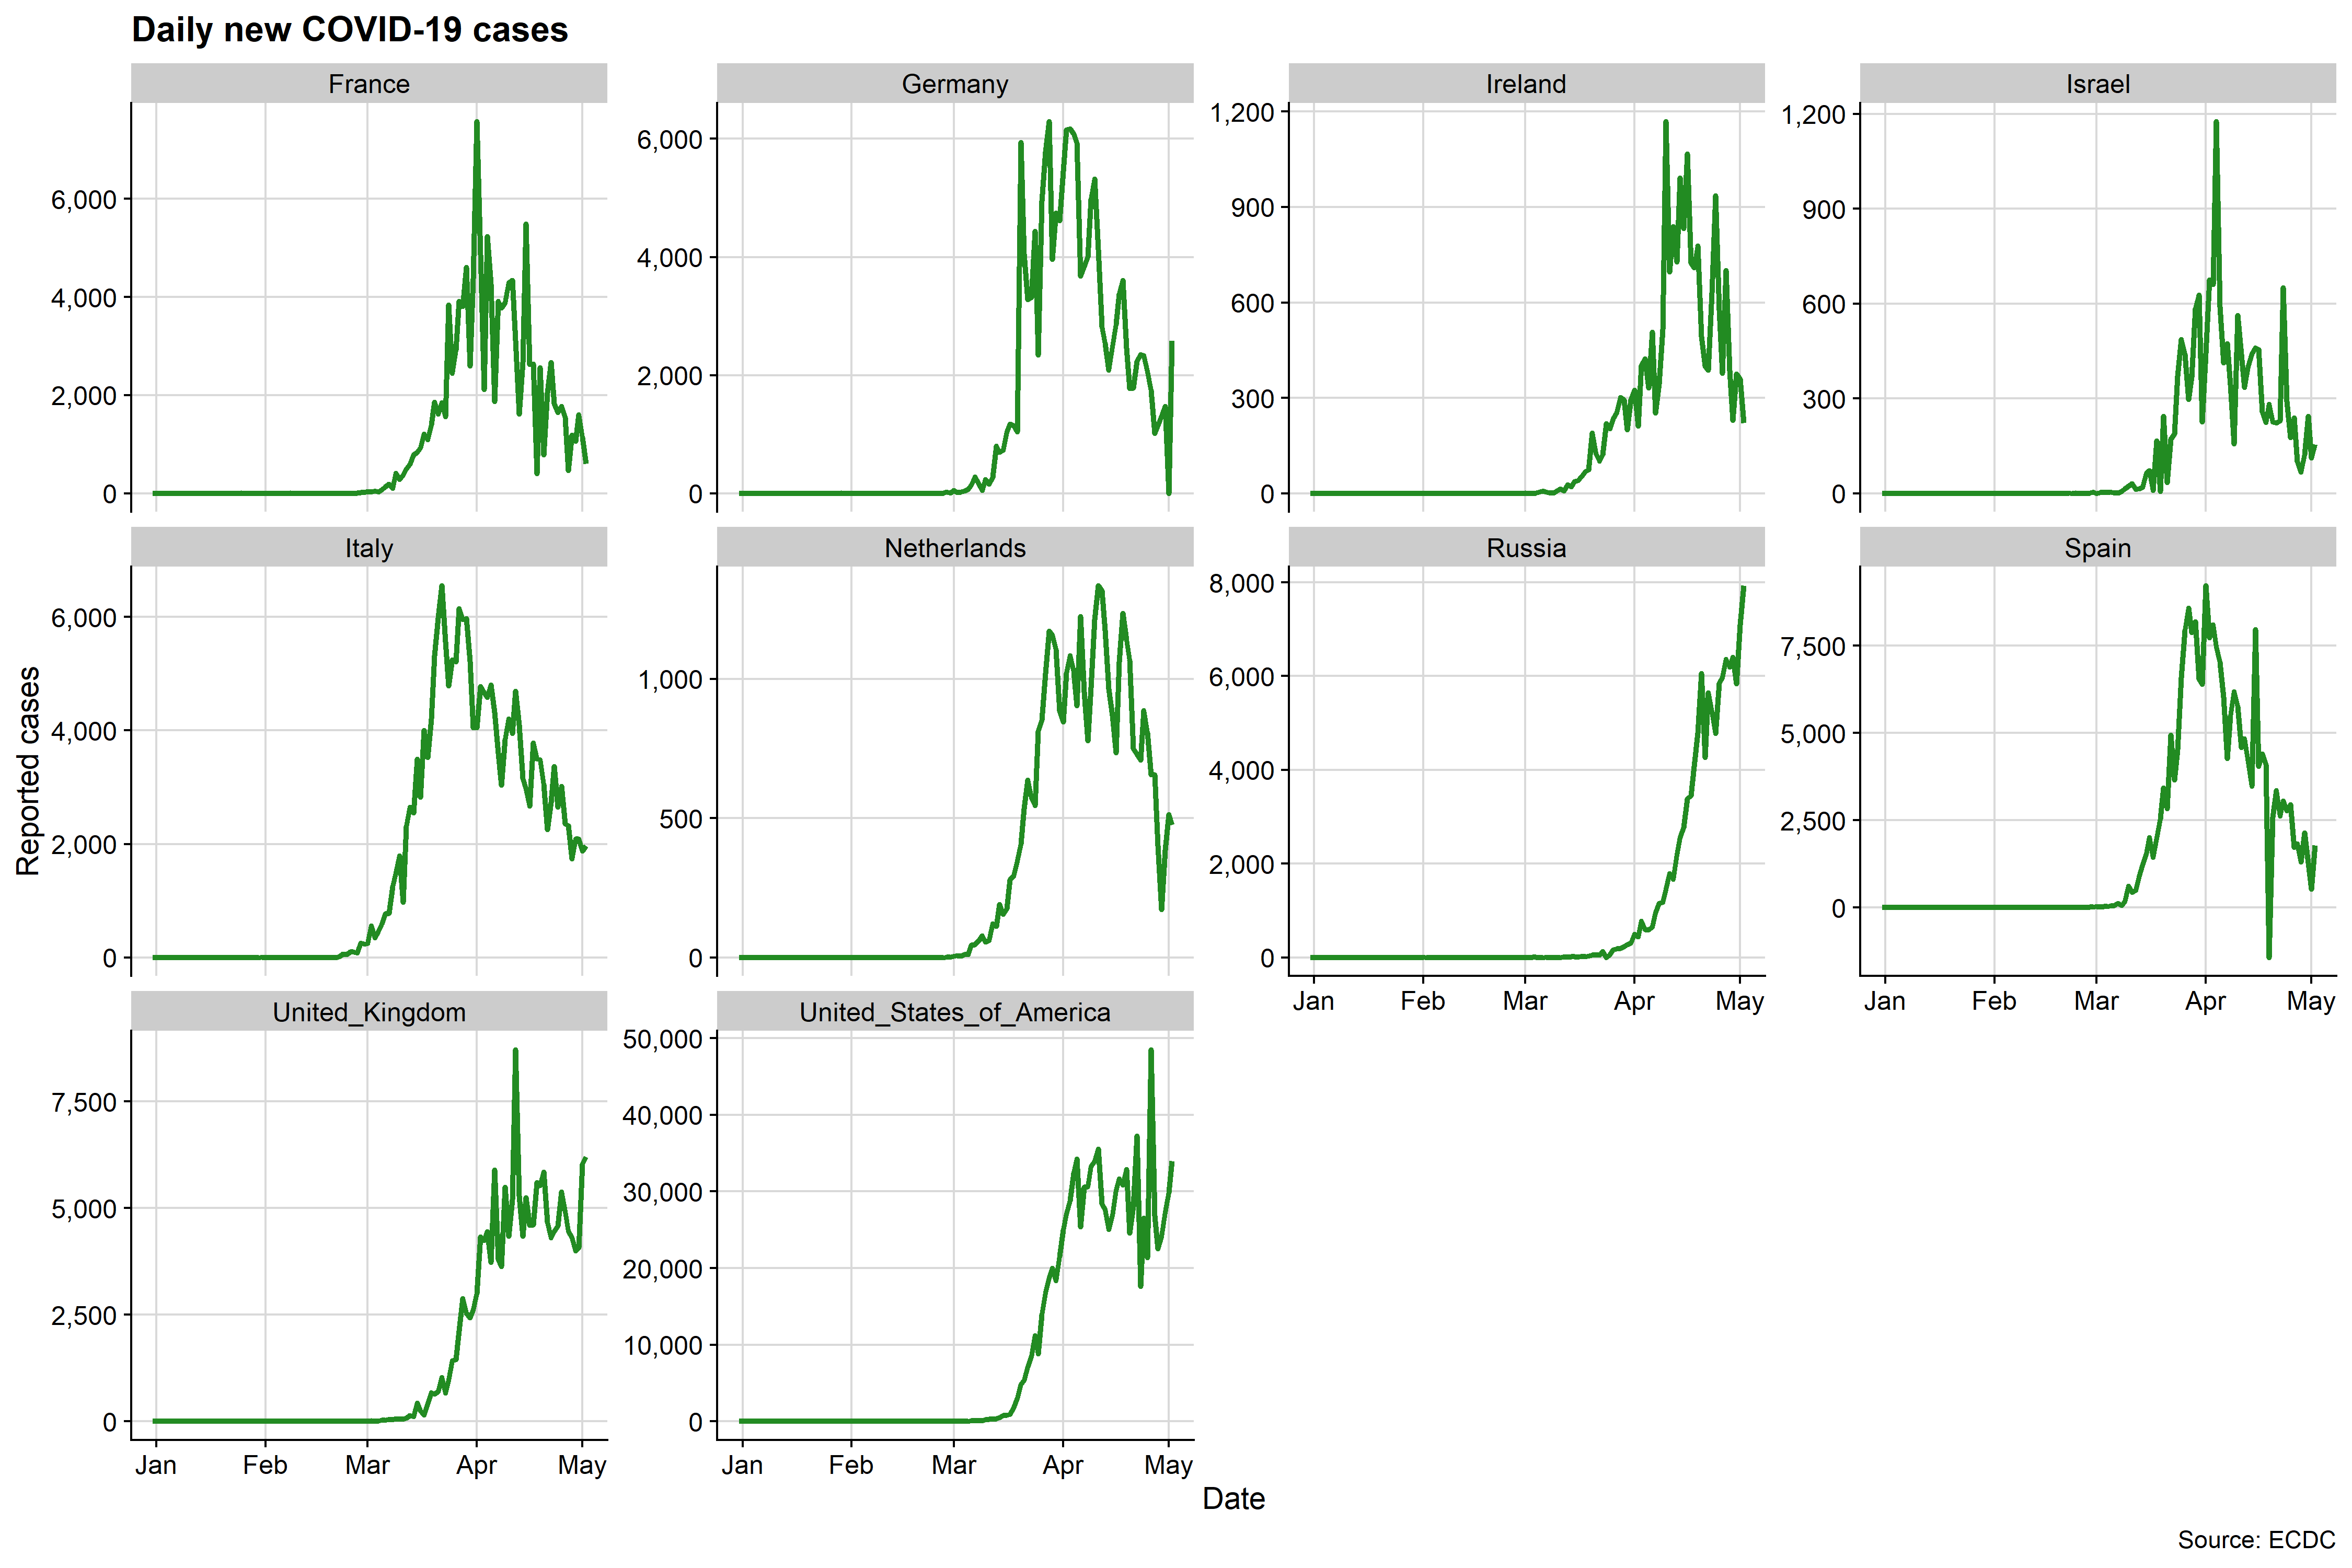 Daily new COVID-19 cases
France
Germany
Ireland
Israel
6,000
4,000
2,000
0
6,000
4,000
2,000
0
1,200
900
600
300
0
1,200
900
600
300
0
Italy
Netherlands
Russia
Spain
6,000
4,000
2,000
0
1,000
500
0
8,000
6,000
4,000
2,000
0
7,500
5,000
2,500
0
Jan Feb Mar Apr May
Jan Feb Mar Apr May
United_Kingdom
United_States_of_America
7,500
5,000
2,500
0
50,000
40,000
30,000
20,000
10,000
0
Jan Feb Mar Apr May
Jan Feb Mar Apr May
Reported cases
Date
Source: ECDC